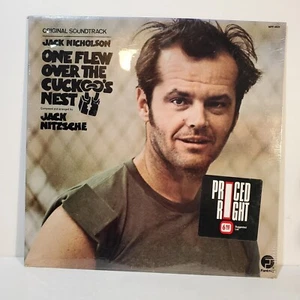 ORIGINAL SOUNDTRACK
JACK NICHOLSON
ONE FLEW
OVER THE
CUCKOO'S
NEST
JACK
NITZSCHE
PRICED
RIGHT